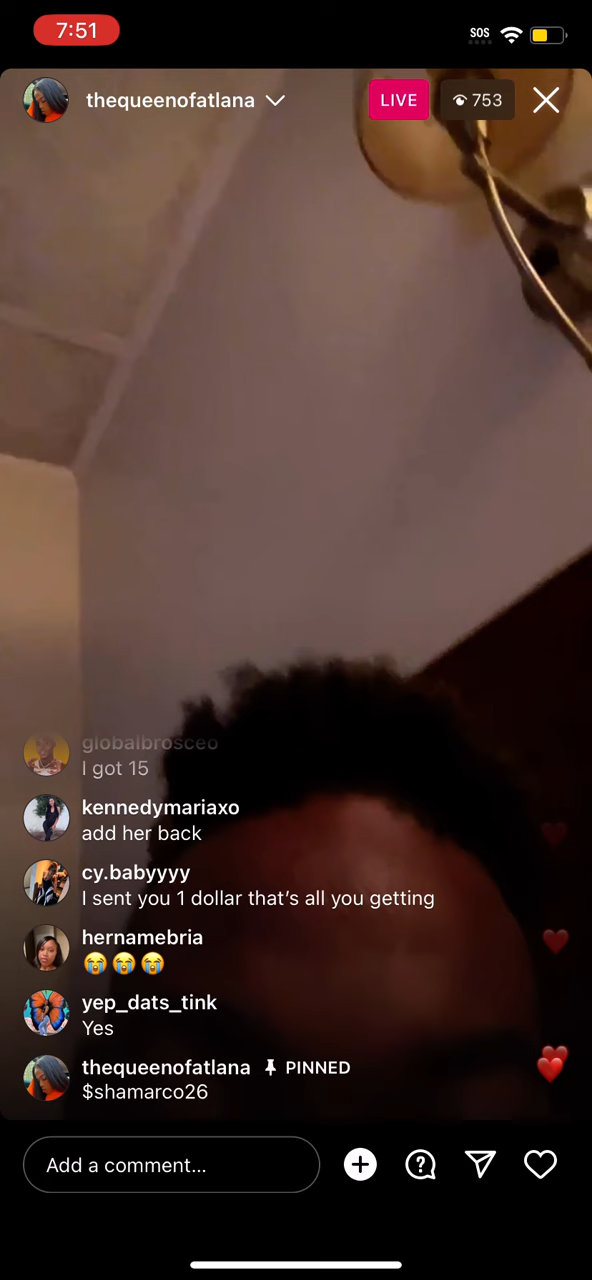 7:51
SOS
thequeenofatlana
LIVE
753
globalbrosceo
I got 15
kennedymariaxo
add her back
cy.babyyyy
I sent you 1 dollar that's all you getting
hernamebria
😭😭😭
yep_dats_tink
Yes
thequeenofatlana PINNED
$shamarco26
Add a comment...